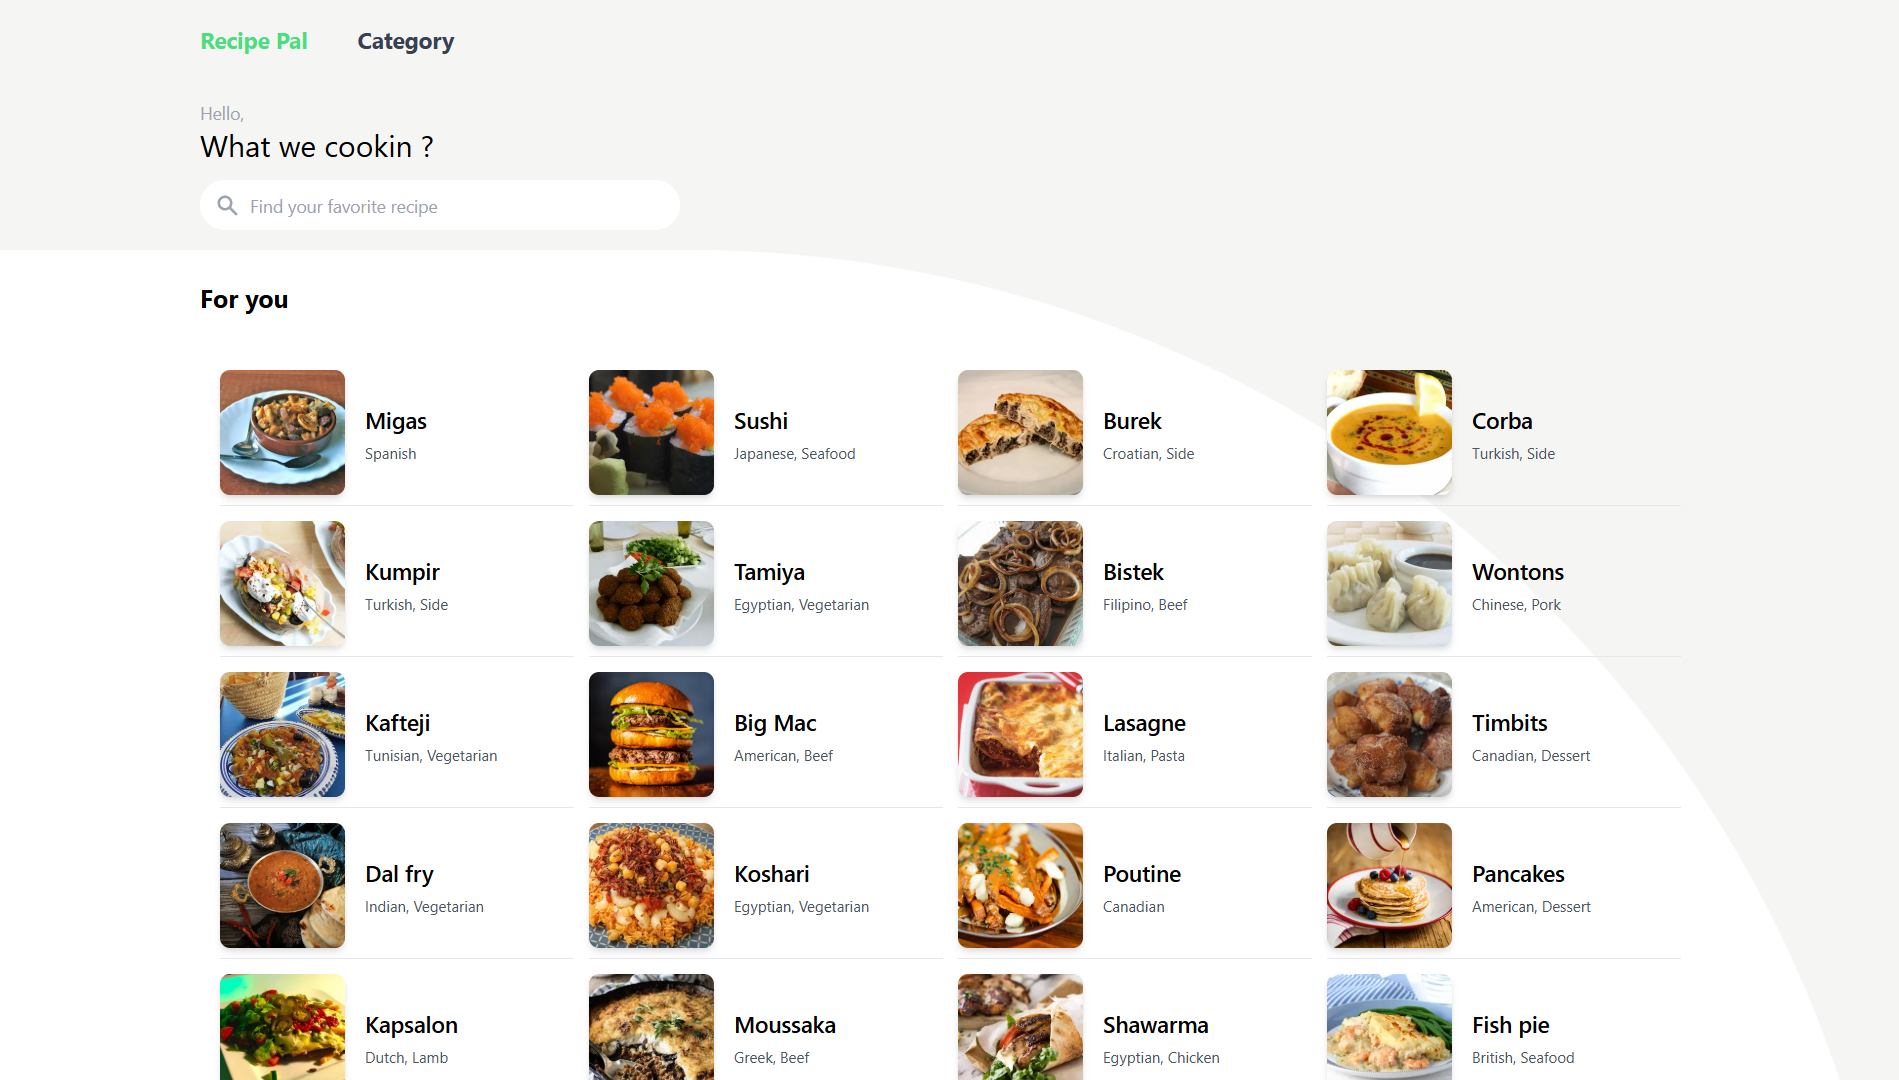 Recipe Pal
Category
Hello,
What we cookin ?
Find your favorite recipe
For you
Migas
Spanish
Sushi
Japanese, Seafood
Burek
Croatian, Side
Corba
Turkish, Side
Kumpir
Turkish, Side
Tamiya
Egyptian, Vegetarian
Bistek
Filipino, Beef
Wontons
Chinese, Pork
Kafteji
Tunisian, Vegetarian
Big Mac
American, Beef
Lasagne
Italian, Pasta
Timbits
Canadian, Dessert
Dal fry
Indian, Vegetarian
Koshari
Egyptian, Vegetarian
Poutine
Canadian
Pancakes
American, Dessert
Kapsalon
Dutch, Lamb
Moussaka
Greek, Beef
Shawarma
Egyptian, Chicken
Fish pie
British, Seafood